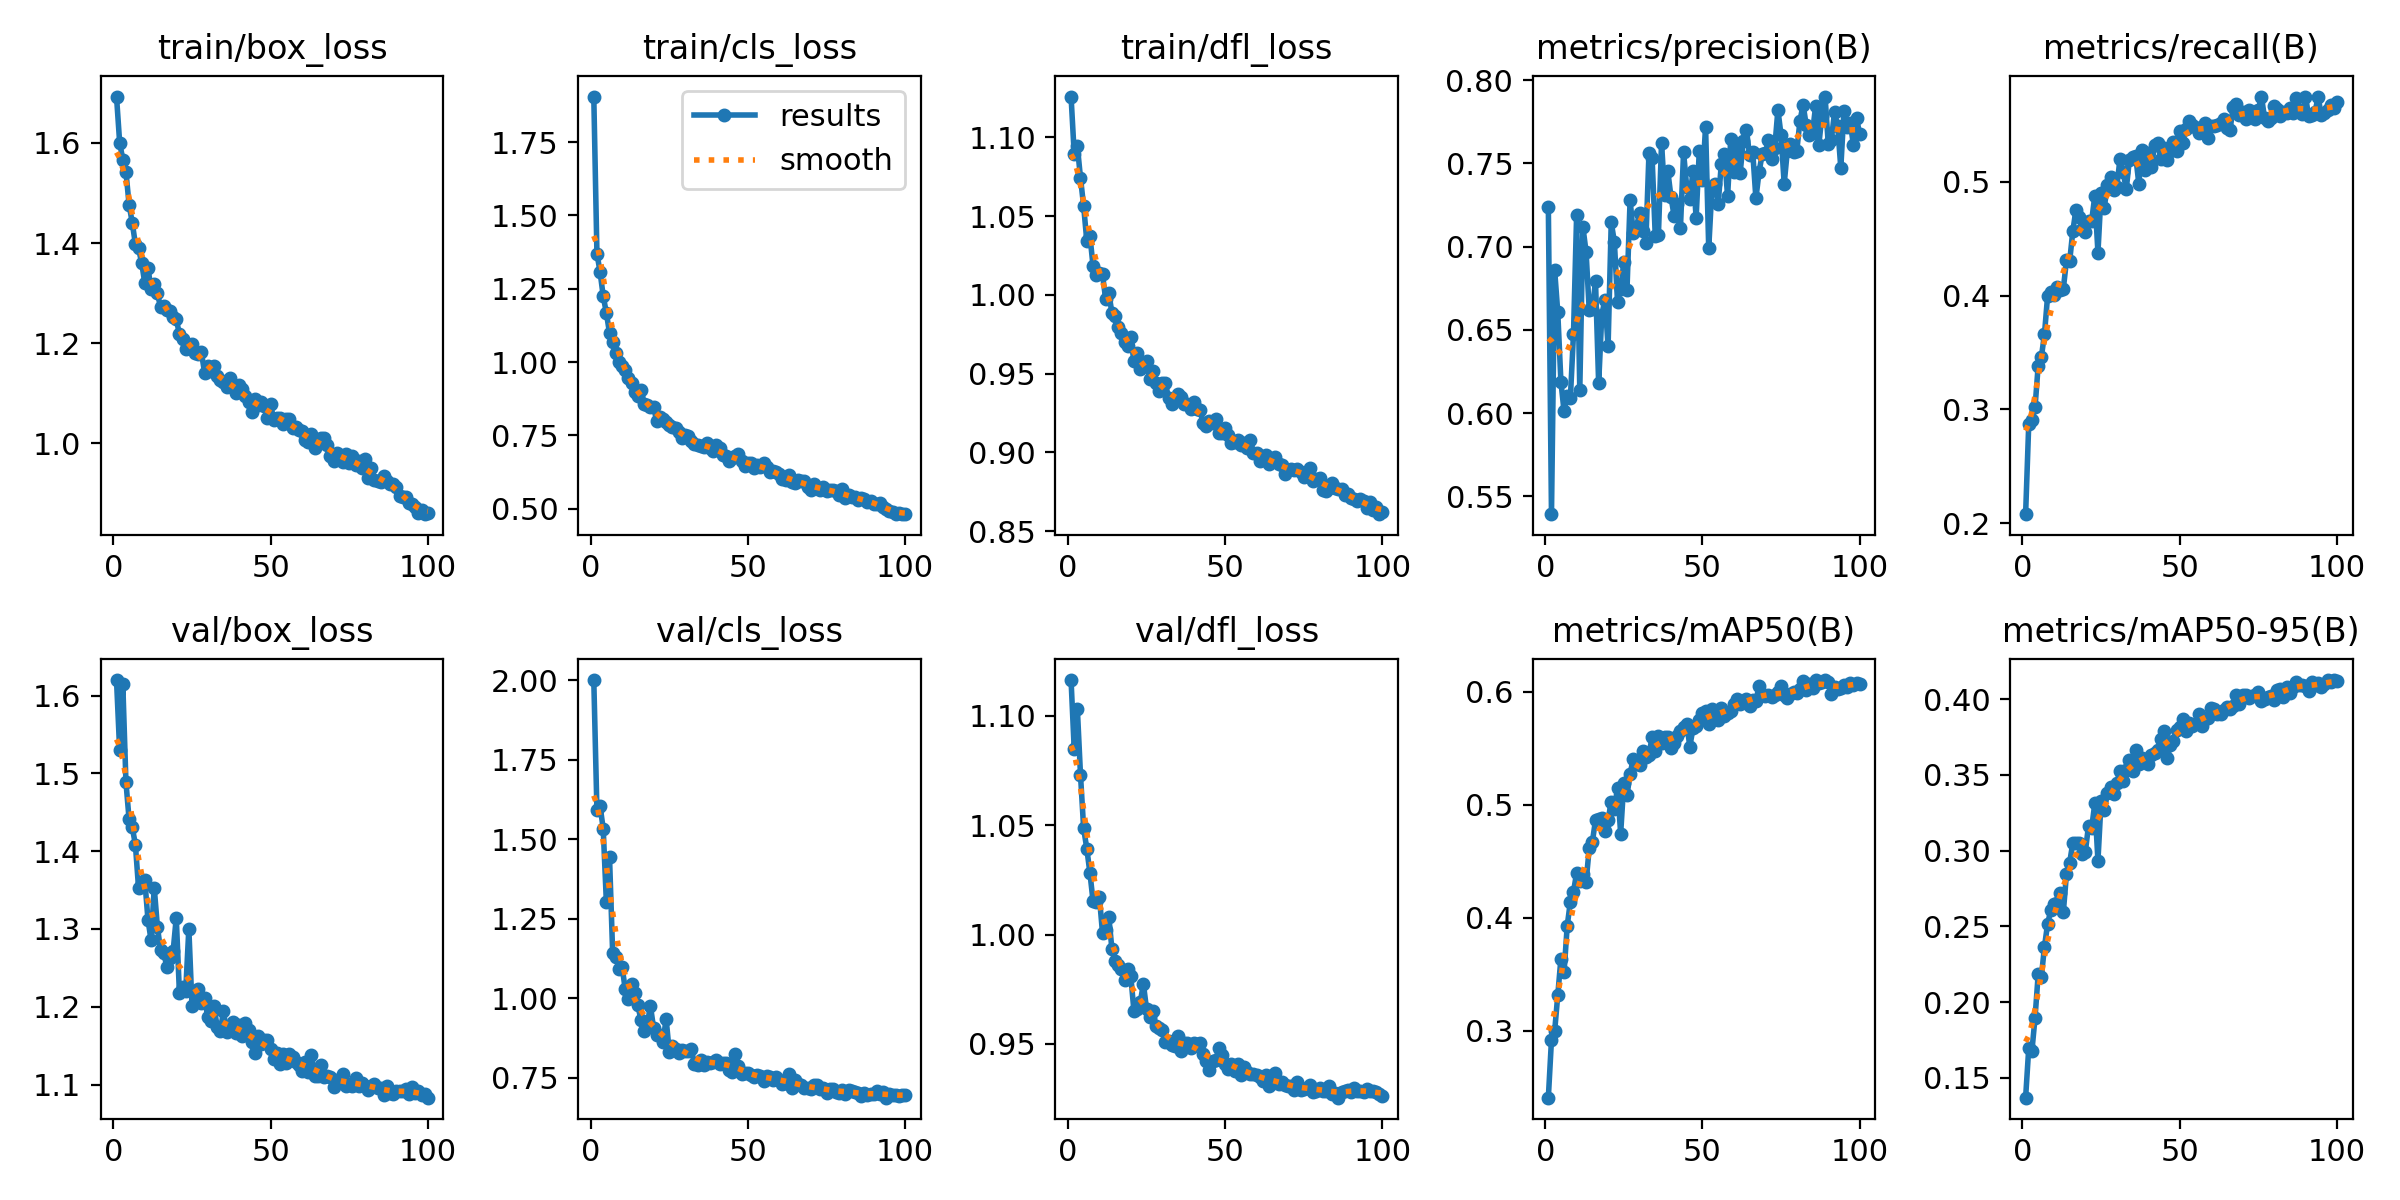 train/box_loss
train/cls_loss
train/dfl_loss
metrics/precision(B)
metrics/recall(B)
1.6
1.4
1.2
1.0
0 50 100
results
smooth
1.75
1.50
1.25
1.00
0.75
0.50
0 50 100
1.10
1.05
1.00
0.95
0.90
0.85
0 50 100
0.80
0.75
0.70
0.65
0.60
0.55
0 50 100
0.5
0.4
0.3
0.2
0 50 100
val/box_loss
val/cls_loss
val/dfl_loss
metrics/mAP50(B)
metrics/mAP50-95(B)
1.6
1.5
1.4
1.3
1.2
1.1
0 50 100
2.00
1.75
1.50
1.25
1.00
0.75
0 50 100
1.10
1.05
1.00
0.95
0 50 100
0.6
0.5
0.4
0.3
0 50 100
0.40
0.35
0.30
0.25
0.20
0.15
0 50 100